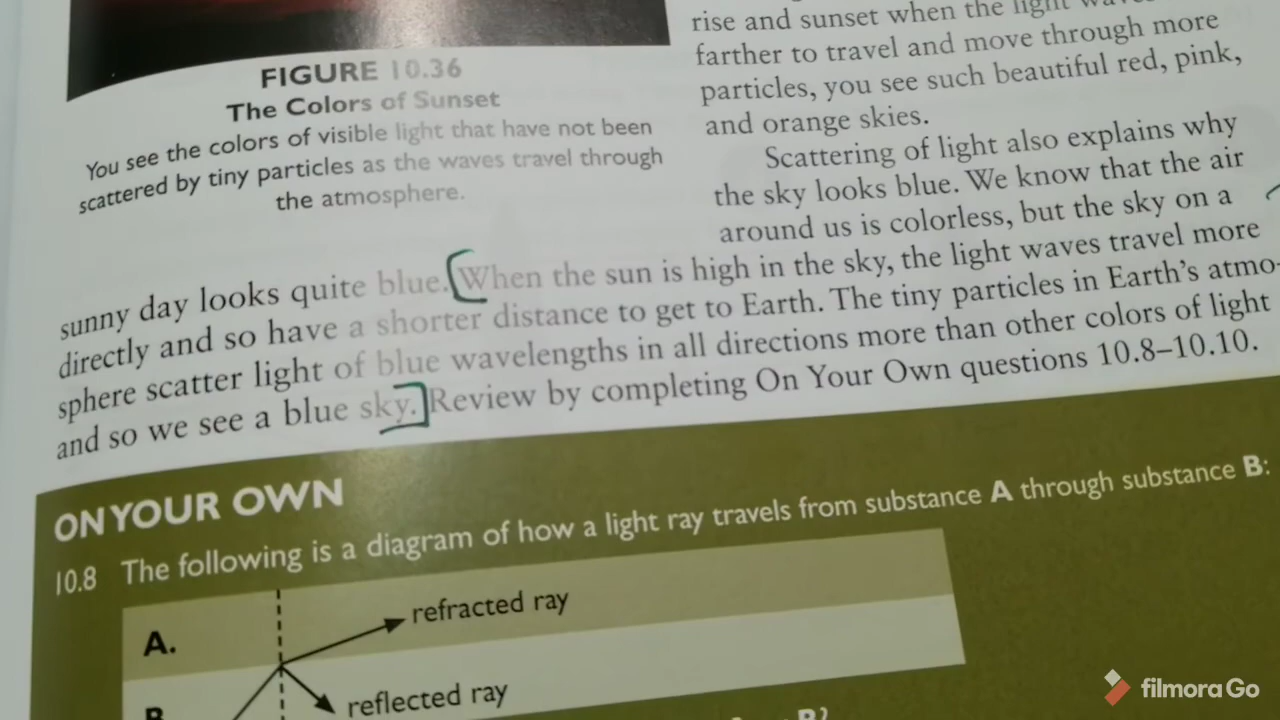 rise and sunset when the light
farther to travel and move through more
particles, you see such beautiful red, pink,
and orange skies.
FIGURE 10.36
The Colors of Sunset
You see the colors of visible light that have not been
scattered by tiny particles as the waves travel through
the atmosphere.
Scattering of light also explains why
the sky looks blue. We know that the air
around us is colorless, but the sky on a
sunny day looks quite blue. When the sun is high in the sky, the light waves travel more
directly and so have a shorter distance to get to Earth. The tiny particles in Earth's atmo-
sphere scatter light of blue wavelengths in all directions more than other colors of light
and so we see a blue sky. Review by completing On Your Own questions 10.8–10.10.
ON YOUR OWN
10.8 The following is a diagram of how a light ray travels from substance A through substance B:
A.
refracted ray
B
reflected ray
B?
filmoraGo